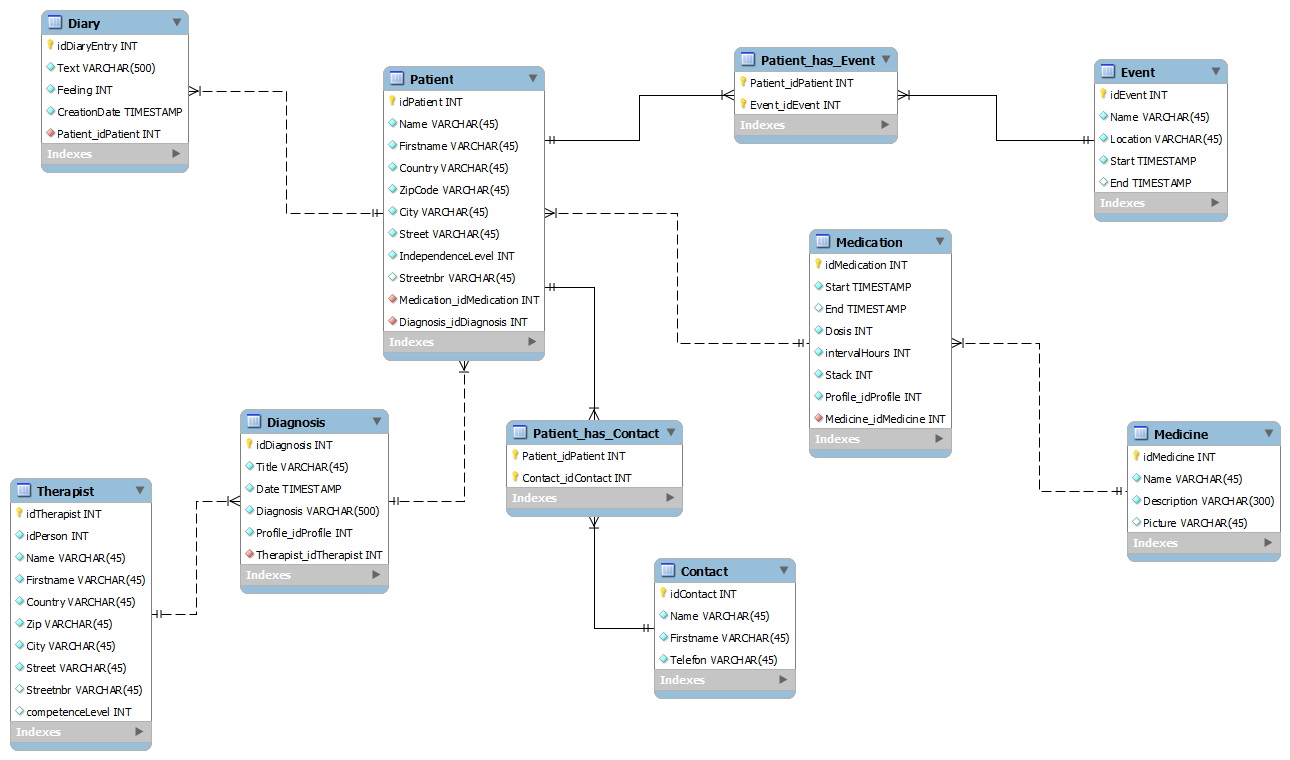 Diary
idDiaryEntry INT
Text VARCHAR(500)
Feeling INT
CreationDate TIMESTAMP
Patient_idPatient INT
Indexes
Patient
idPatient INT
Name VARCHAR(45)
Firstname VARCHAR(45)
Country VARCHAR(45)
ZipCode VARCHAR(45)
City VARCHAR(45)
Street VARCHAR(45)
IndependenceLevel INT
Streetnbr VARCHAR(45)
Medication_idMedication INT
Diagnosis_idDiagnosis INT
Indexes
Patient_has_Event
Patient_idPatient INT
Event_idEvent INT
Indexes
Event
idEvent INT
Name VARCHAR(45)
Location VARCHAR(45)
Start TIMESTAMP
End TIMESTAMP
Indexes
Medication
idMedication INT
Start TIMESTAMP
End TIMESTAMP
Dosis INT
intervalHours INT
Stack INT
Profile_idProfile INT
Medicine_idMedicine INT
Indexes
Diagnosis
idDiagnosis INT
Title VARCHAR(45)
Date TIMESTAMP
Diagnosis VARCHAR(500)
Profile_idProfile INT
Therapist_idTherapist INT
Indexes
Patient_has_Contact
Patient_idPatient INT
Contact_idContact INT
Indexes
Medicine
idMedicine INT
Name VARCHAR(45)
Description VARCHAR(300)
Picture VARCHAR(45)
Indexes
Therapist
idTherapist INT
idPerson INT
Name VARCHAR(45)
Firstname VARCHAR(45)
Country VARCHAR(45)
Zip VARCHAR(45)
City VARCHAR(45)
Street VARCHAR(45)
Streetnbr VARCHAR(45)
competenceLevel INT
Indexes
Contact
idContact INT
Name VARCHAR(45)
Firstname VARCHAR(45)
Telefon VARCHAR(45)
Indexes